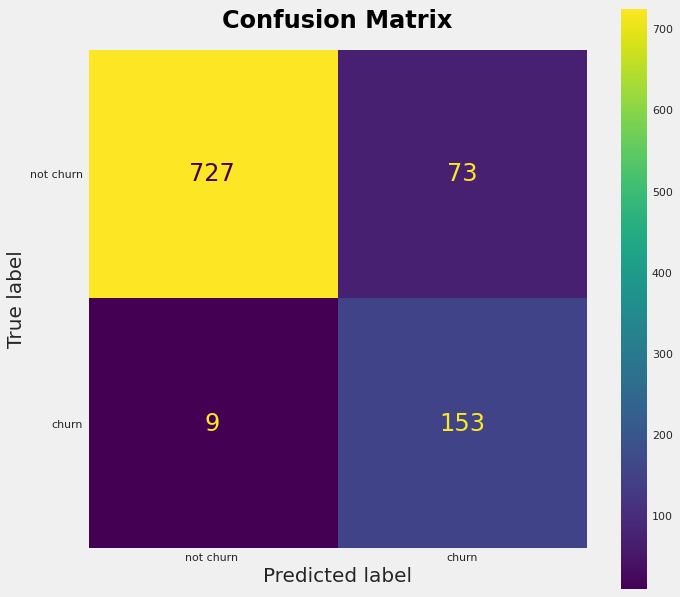 Confusion Matrix
not churn
churn
True label
727
73
9
153
not churn
churn
Predicted label
700
600
500
400
300
200
100